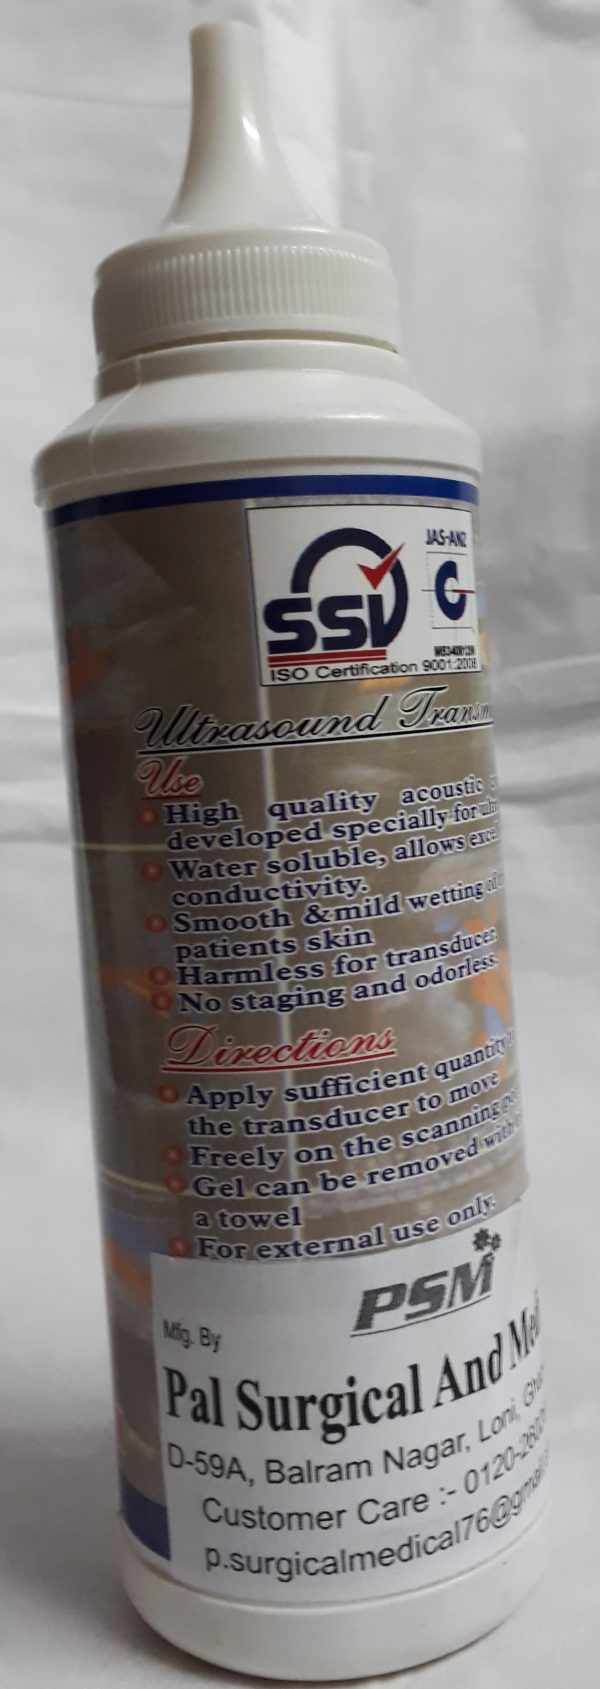 SSV
JAS-ANZ
ISO Certification 9001:2008
Ultrasound
Use
High quality acoustic
developed specially for
Water soluble, allows
conductivity.
Smooth & mild wetting of
patients skin
Harmless for transducer.
No staging and odorless.
Directions
Apply sufficient quantity
the transducer to move
Freely on the scanning
Gel can be removed
a towel
For external use only.
PSM
Mfg. By
Pal Surgical And
D-59A, Balram Nagar, Loni,
Customer Care :- 0120-
p.surgicalmedical76@